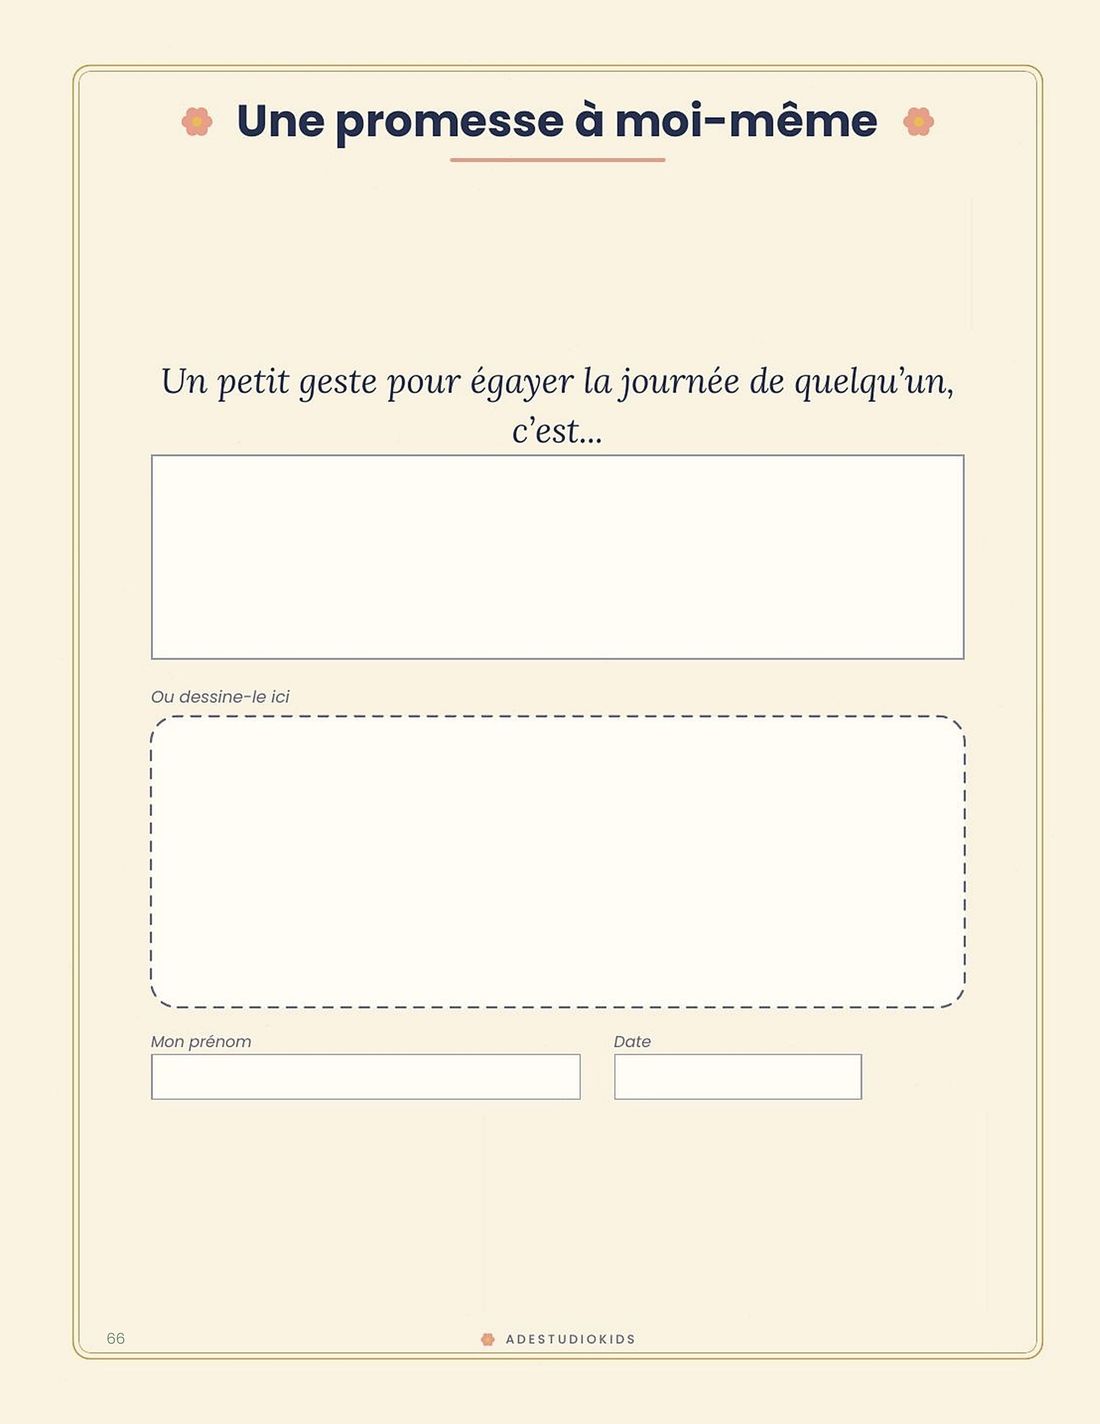 Une promesse à moi-même
Un petit geste pour égayer la journée de quelqu’un,
c’est...
Ou dessine-le ici
Mon prénom
Date
66
ADESTUDIOKIDS